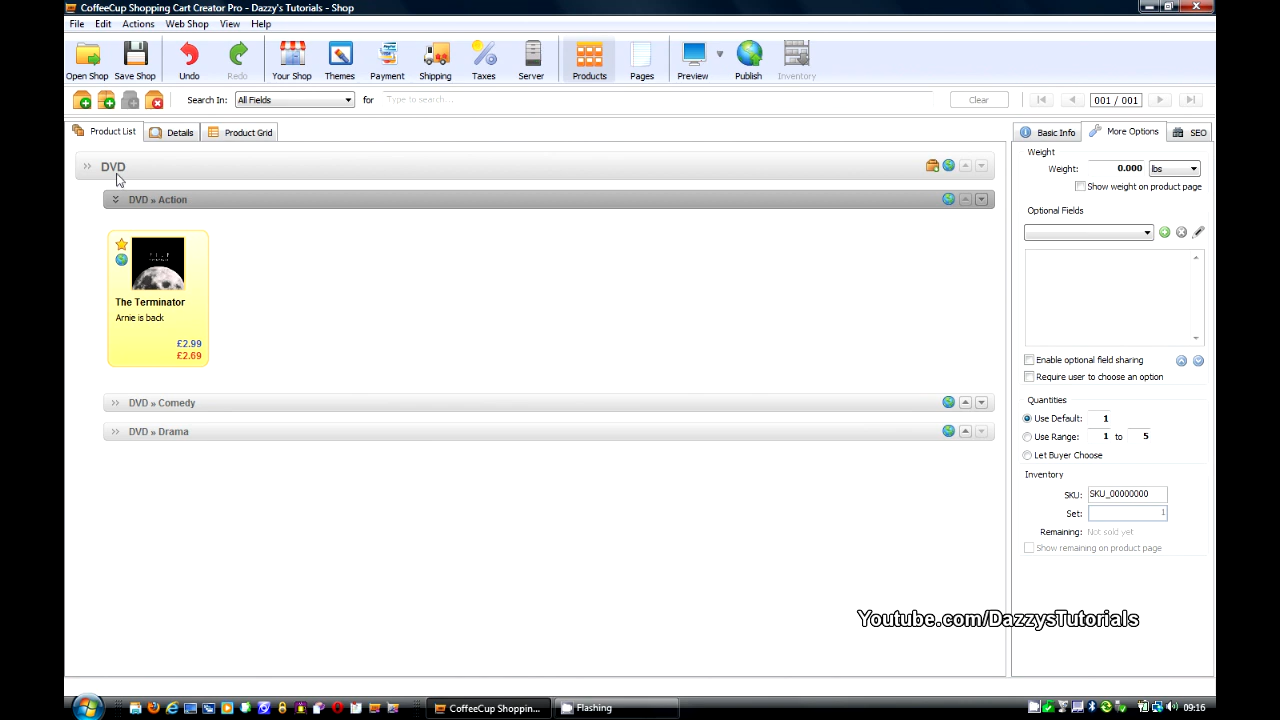 CoffeeCup Shopping Cart Creator Pro - Dazzy's Tutorials - Shop
File Edit Actions Web Shop View Help
Open Shop Save Shop Undo Redo Your Shop Themes Payment Shipping Taxes Server Products Pages Preview Publish Inventory
Search In: All Fields for Type to search... Clear 001 / 001
Product List Details Product Grid Basic Info More Options SEO
DVD
DVD » Action
The Terminator
Arnie is back
£2.99
£2.69
DVD » Comedy
DVD » Drama
Weight
Weight: 0.000 lbs
Show weight on product page
Optional Fields
Enable optional field sharing
Require user to choose an option
Quantities
Use Default: 1
Use Range: 1 to 5
Let Buyer Choose
Inventory
SKU: SKU_00000000
Set: 1
Remaining: Not sold yet
Show remaining on product page
Youtube.com/DazzysTutorials
CoffeeCup Shoppin... Flashing 09:16